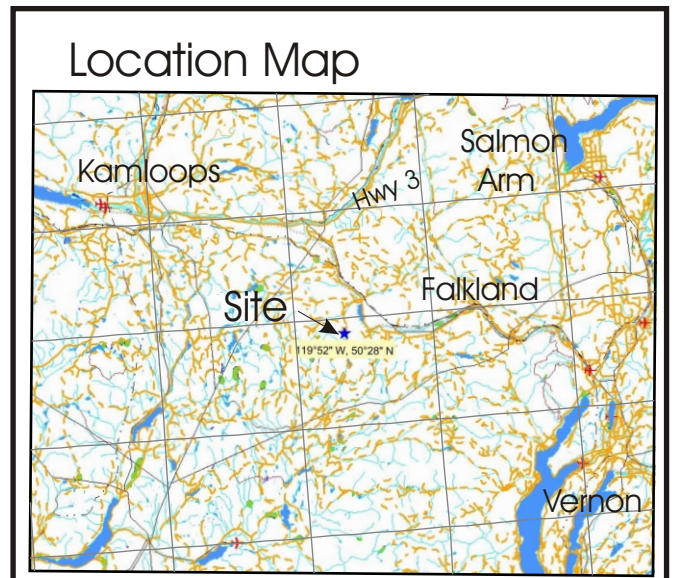 Location Map
Salmon
Arm
Kamloops
Hwy 3
Falkland
Site
119°52" W, 50°28" N
Vernon